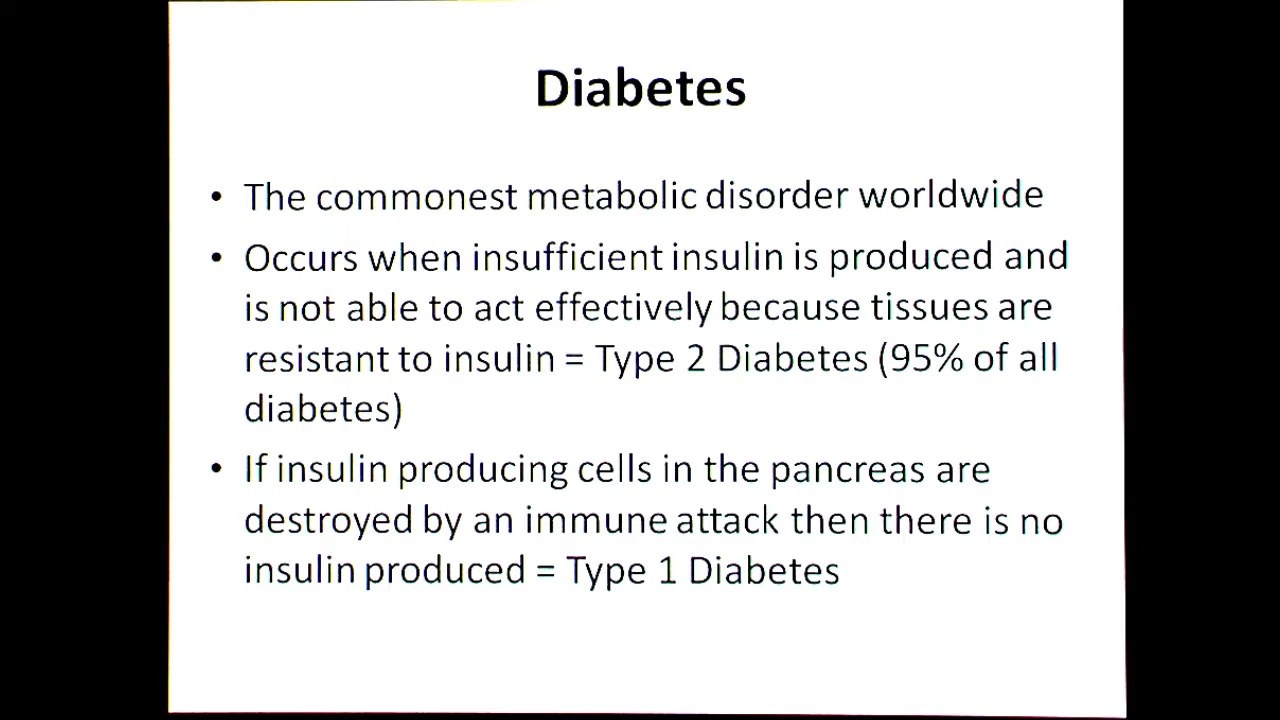 Diabetes
• The commonest metabolic disorder worldwide
• Occurs when insufficient insulin is produced and
is not able to act effectively because tissues are
resistant to insulin = Type 2 Diabetes (95% of all
diabetes)
• If insulin producing cells in the pancreas are
destroyed by an immune attack then there is no
insulin produced = Type 1 Diabetes